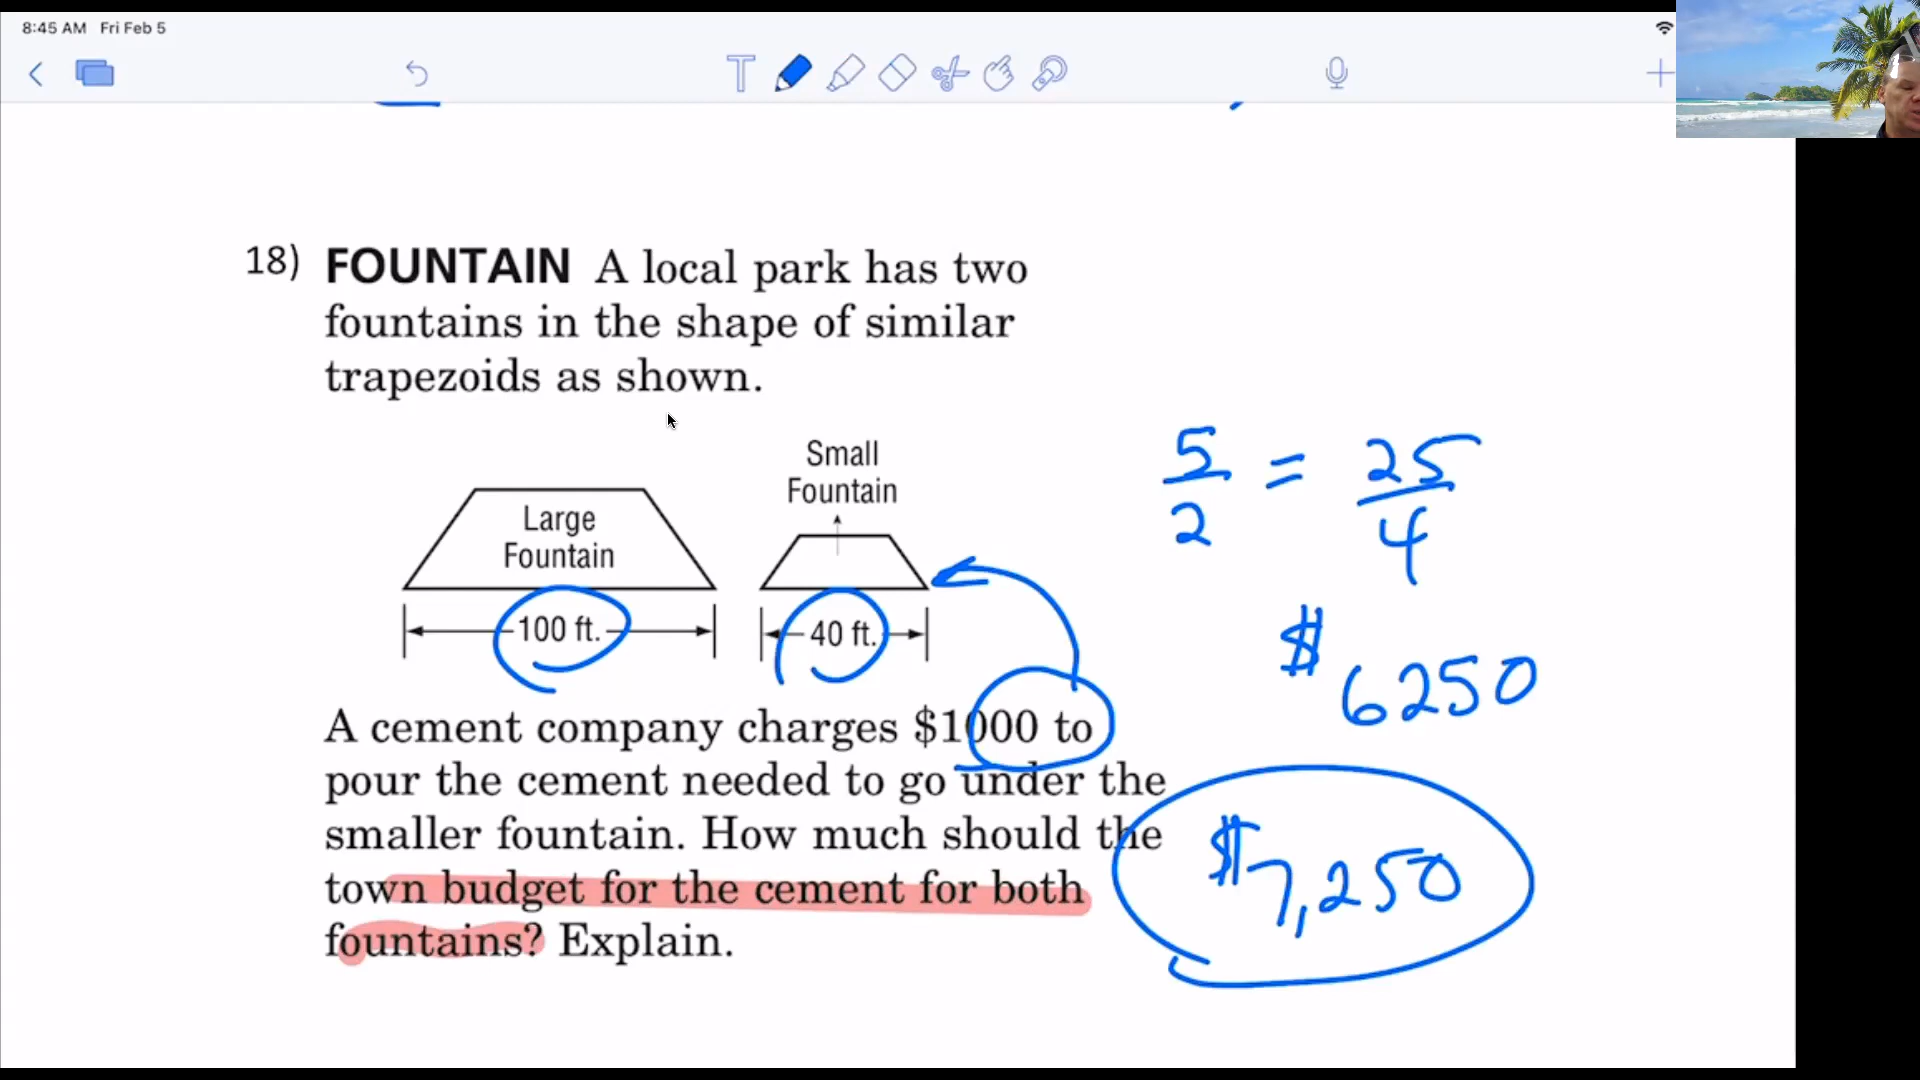 8:45 AM Fri Feb 5
T
18) FOUNTAIN A local park has two
fountains in the shape of similar
trapezoids as shown.
Large
Fountain
Small
Fountain
100 ft.
40 ft.
5/2 = 25/4
$6250
A cement company charges $1000 to
pour the cement needed to go under the
smaller fountain. How much should the
town budget for the cement for both
fountains? Explain.
$7,250